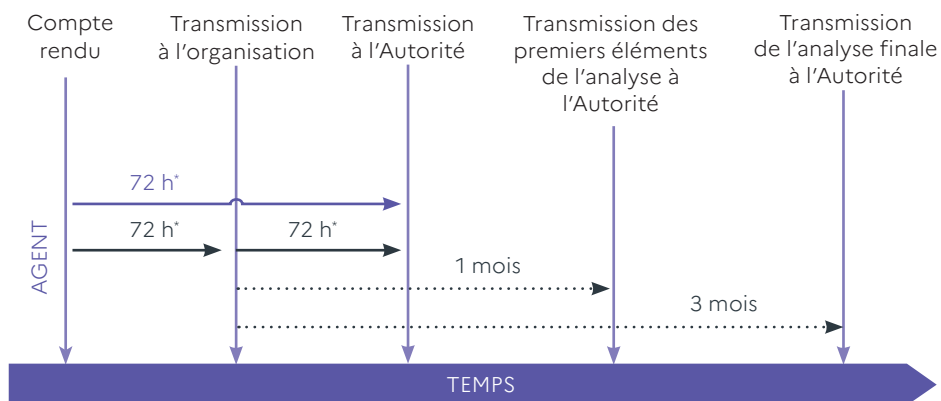 Compte
rendu
Transmission
à l’organisation
Transmission
à l’Autorité
Transmission des
premiers éléments
de l’analyse à
l’Autorité
Transmission
de l’analyse finale
à l’Autorité
72 h*
72 h*
72 h*
1 mois
3 mois
AGENT
TEMPS